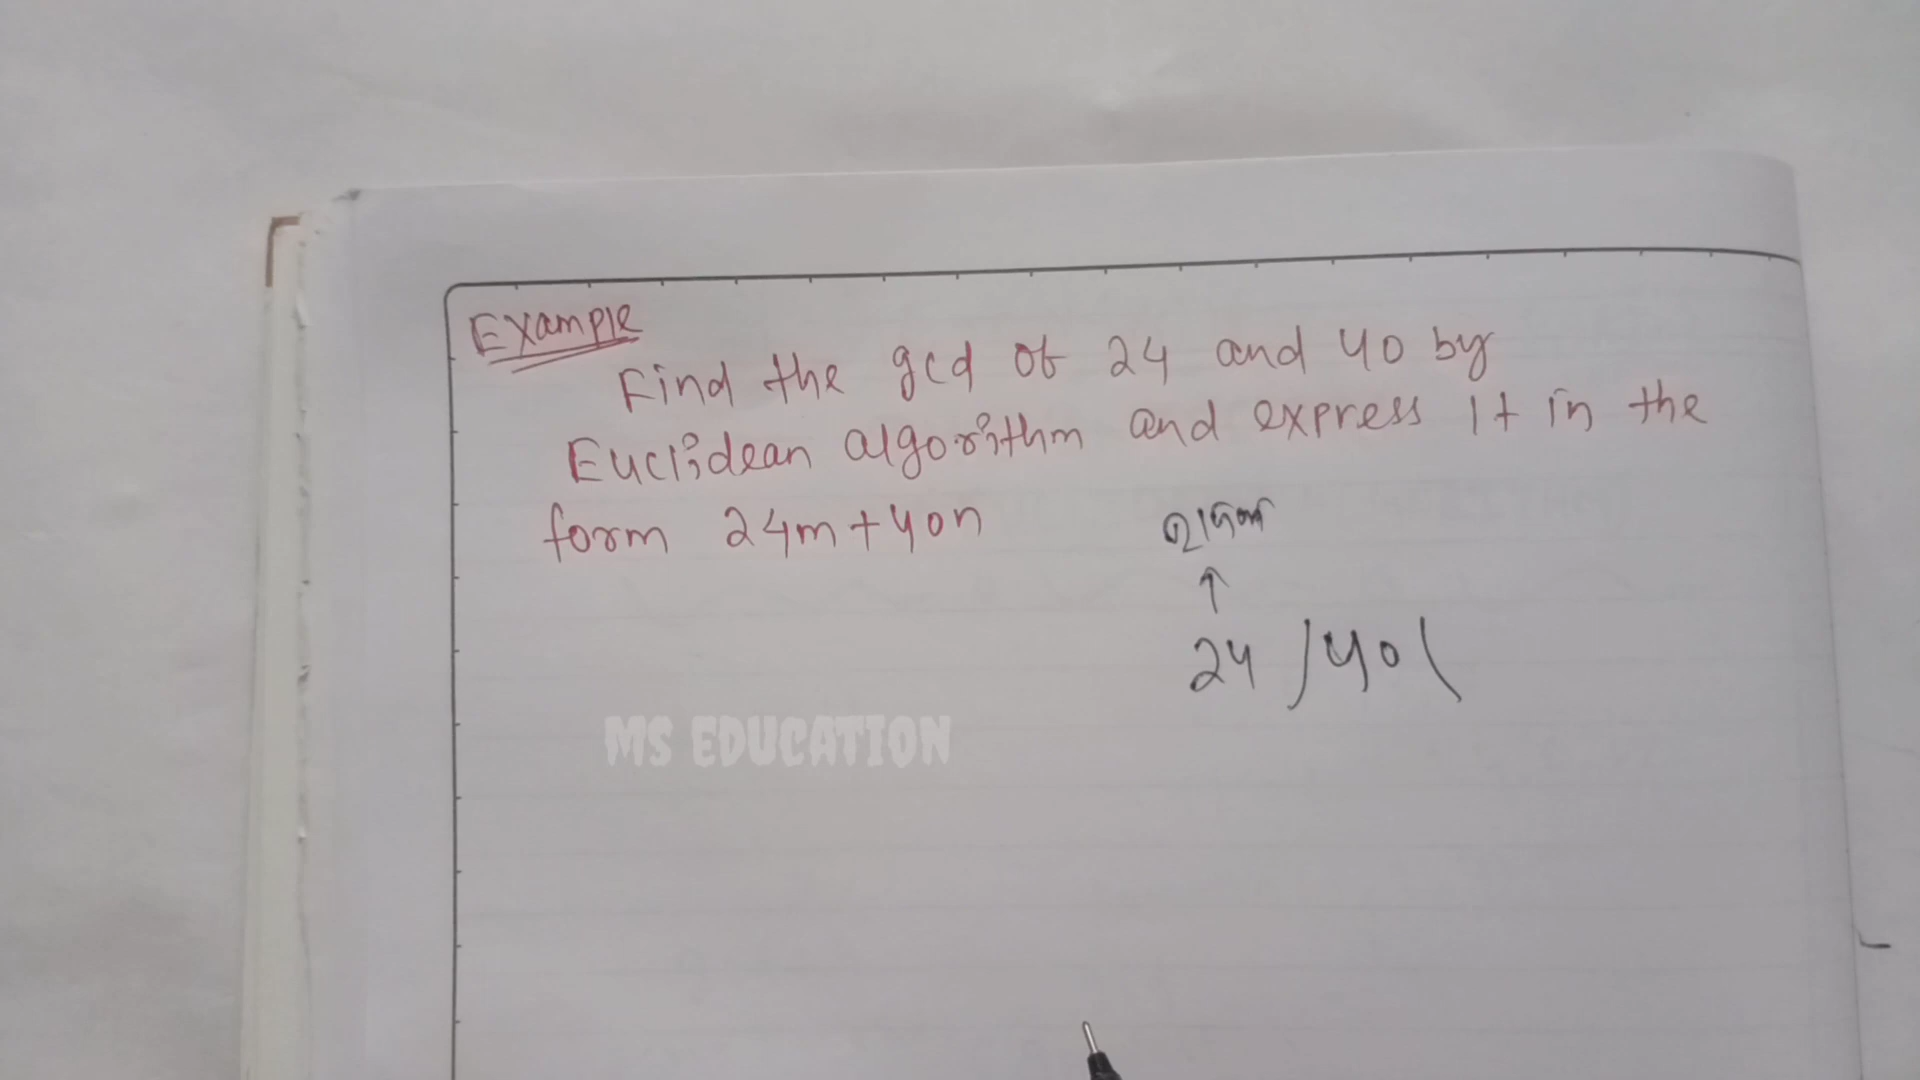 Example
Find the gcd of 24 and 40 by
Euclidean algorithm and express it in the
form 24m+40n
↑
24 )40(
MS EDUCATION